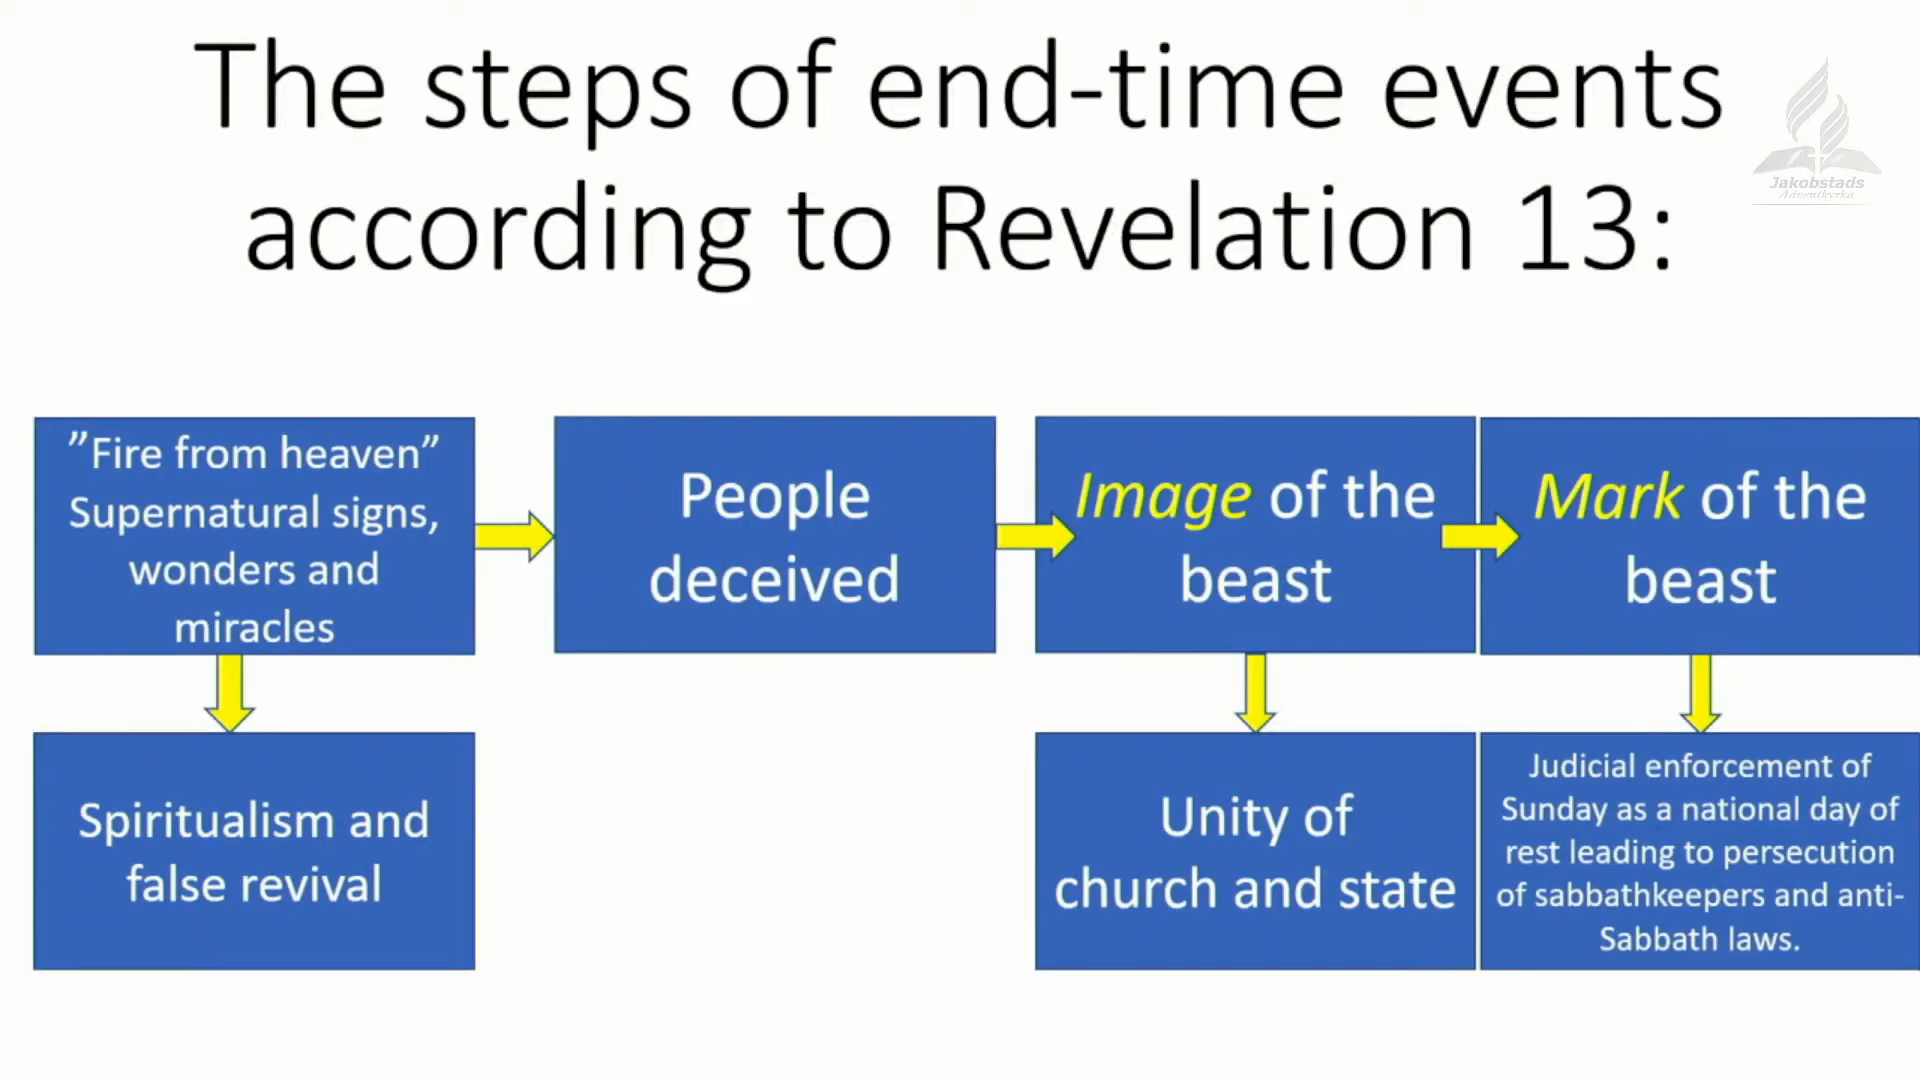 The steps of end-time events
according to Revelation 13:
Jakobstads
Adventkyrka
”Fire from heaven”
Supernatural signs,
wonders and
miracles
People
deceived
Image of the
beast
Mark of the
beast
Spiritualism and
false revival
Unity of
church and state
Judicial enforcement of
Sunday as a national day of
rest leading to persecution
of sabbathkeepers and anti-
Sabbath laws.